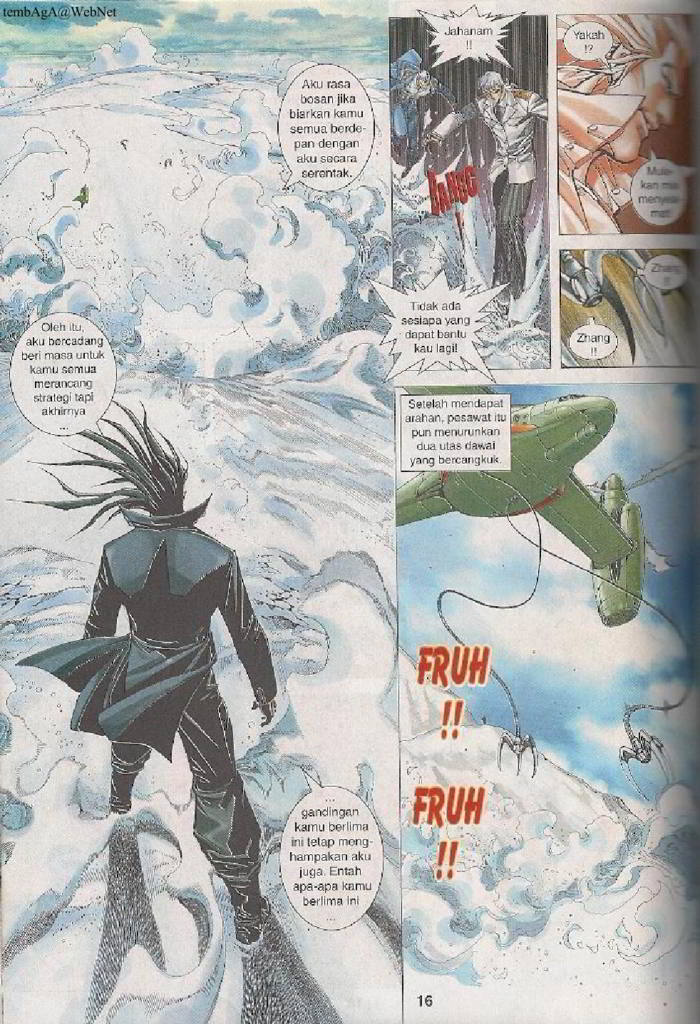 tembAgA@WebNet
Aku rasa
bosan jika
biarkan kamu
semua berde-
pan dengan
aku secara
serentak.
Oleh itu,
aku bercadang
beri masa untuk
kamu semua
merancang
strategi tapi
akhirnya
...
...
gandingan
kamu berlima
ini tetap meng-
hampakan aku
juga. Entah
apa-apa kamu
berlima ini
...
Jahanam
!!
DANGG
Tidak ada
sesiapa yang
dapat bantu
kau lagi!
Yakah
!?
Zhang
!!
Zhang
!!
Setelah mendapat
arahan, pesawat itu
pun menurunkan
dua utas dawai
yang bercangkuk.
FRUH
!!
FRUH
!!
16